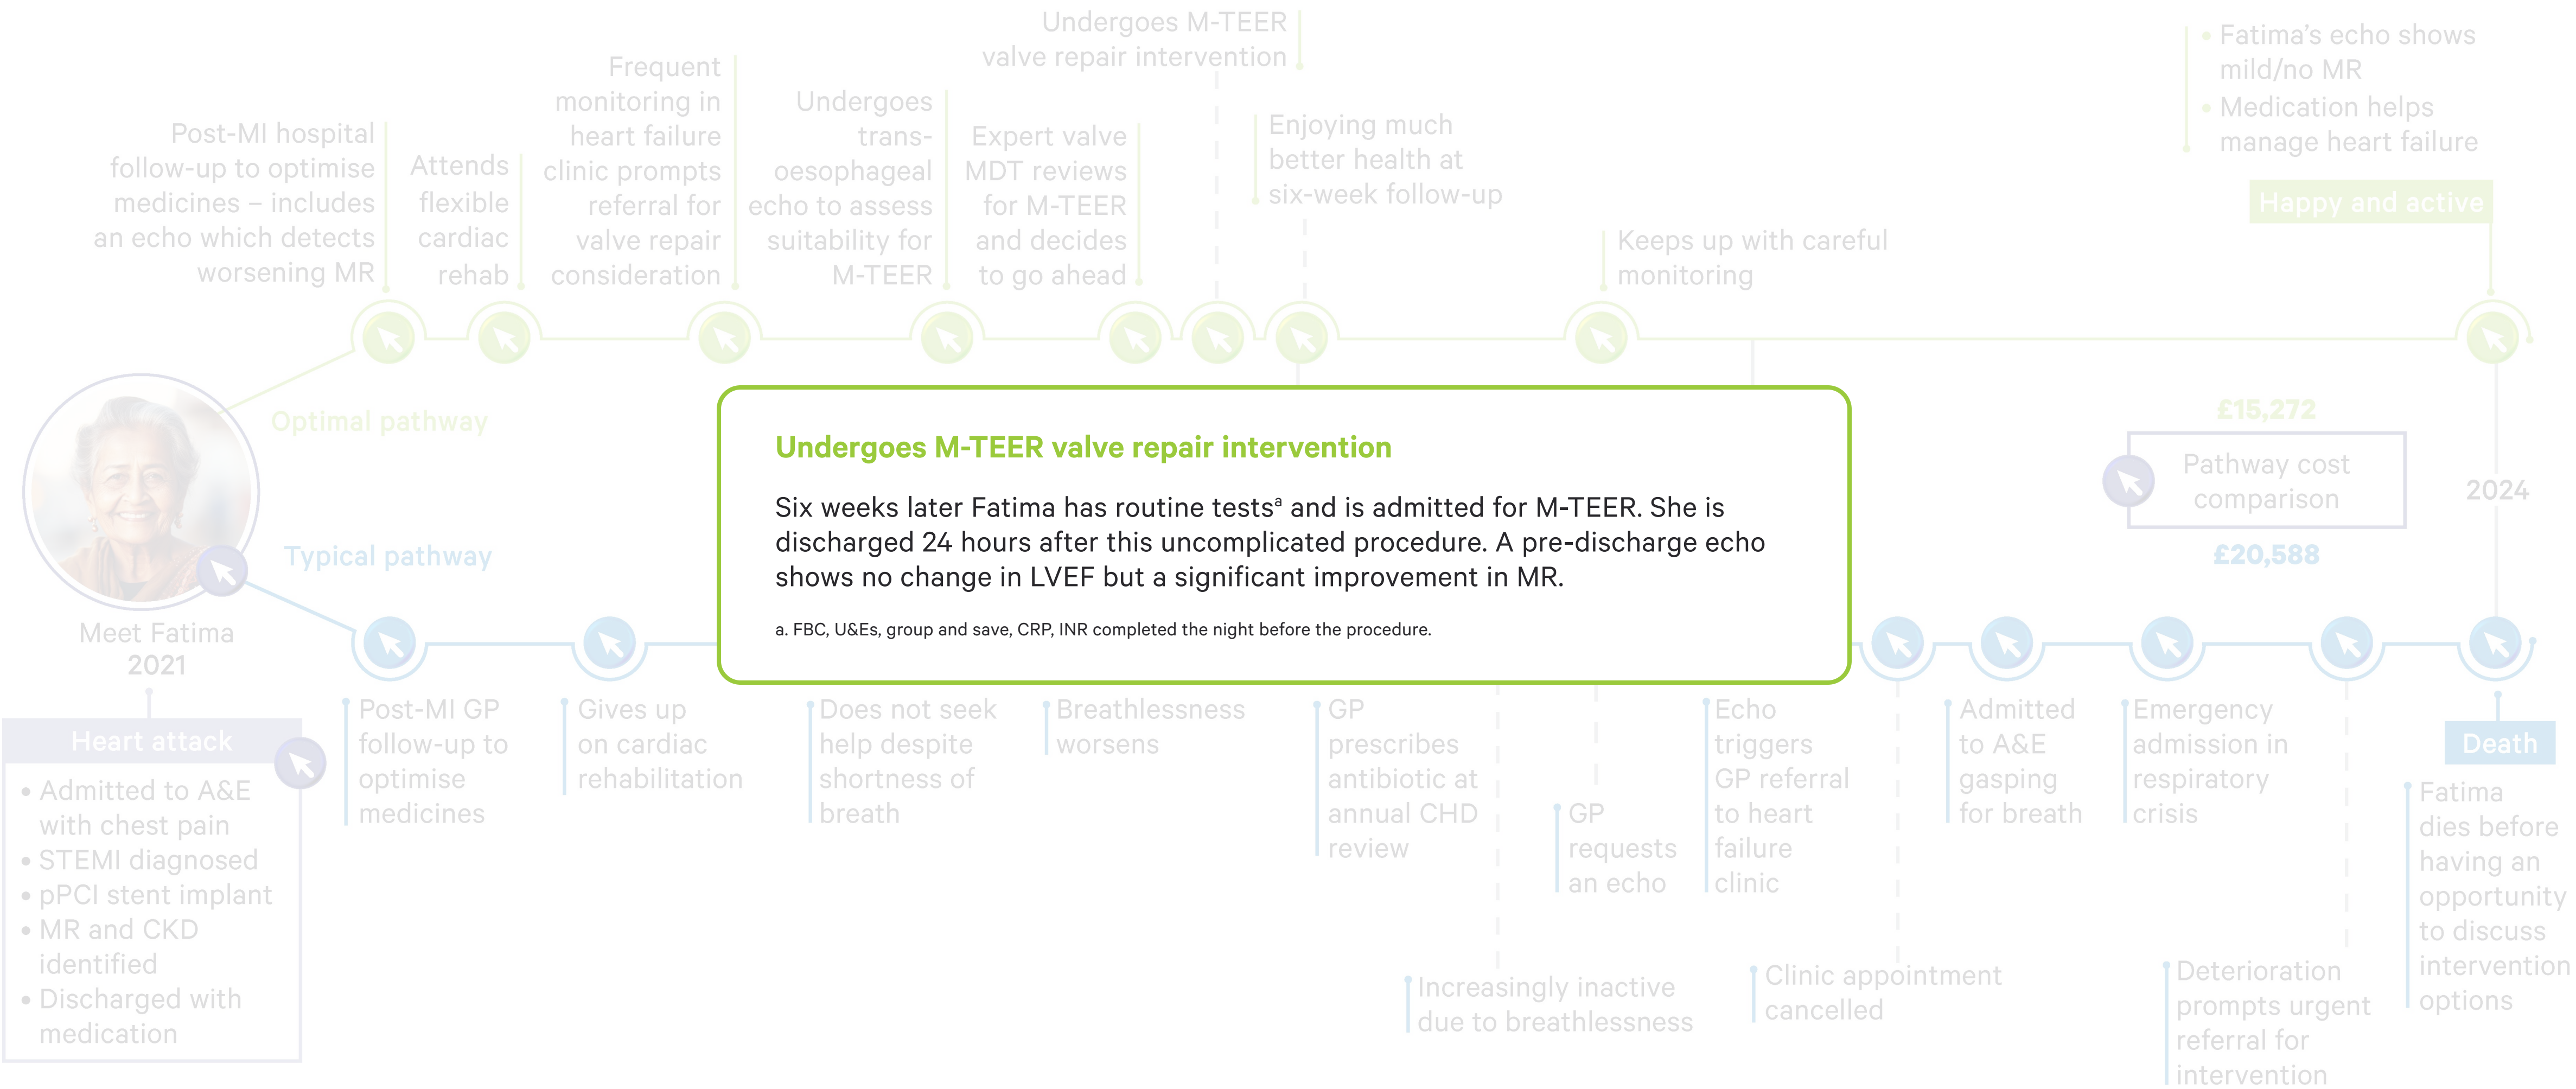 Undergoes M-TEER
valve repair intervention
Frequent
monitoring in
heart failure
clinic prompts
referral for
valve repair
consideration
Post-MI hospital
follow-up to optimise
medicines – includes
an echo which detects
worsening MR
Attends
flexible
cardiac
rehab
Undergoes
trans-
oesophageal
echo to assess
suitability for
M-TEER
Expert valve
MDT reviews
for M-TEER
and decides
to go ahead
Enjoying much
better health at
six-week follow-up
Keeps up with careful
monitoring
• Fatima’s echo shows
mild/no MR
• Medication helps
manage heart failure
Happy and active
Optimal pathway
Typical pathway
Meet Fatima
2021
Heart attack
• Admitted to A&E
with chest pain
• STEMI diagnosed
• pPCI stent implant
• MR and CKD
identified
• Discharged with
medication
Undergoes M-TEER valve repair intervention
Six weeks later Fatima has routine testsᵃ and is admitted for M-TEER. She is
discharged 24 hours after this uncomplicated procedure. A pre-discharge echo
shows no change in LVEF but a significant improvement in MR.
a. FBC, U&Es, group and save, CRP, INR completed the night before the procedure.
£15,272
Pathway cost
comparison
£20,588
2024
Post-MI GP
follow-up to
optimise
medicines
Gives up
on cardiac
rehabilitation
Does not seek
help despite
shortness of
breath
Breathlessness
worsens
GP
prescribes
antibiotic at
annual CHD
review
Increasingly inactive
due to breathlessness
GP
requests
an echo
Echo
triggers
GP referral
to heart
failure
clinic
Clinic appointment
cancelled
Admitted
to A&E
gasping
for breath
Emergency
admission in
respiratory
crisis
Deterioration
prompts urgent
referral for
intervention
Death
Fatima
dies before
having an
opportunity
to discuss
intervention
options